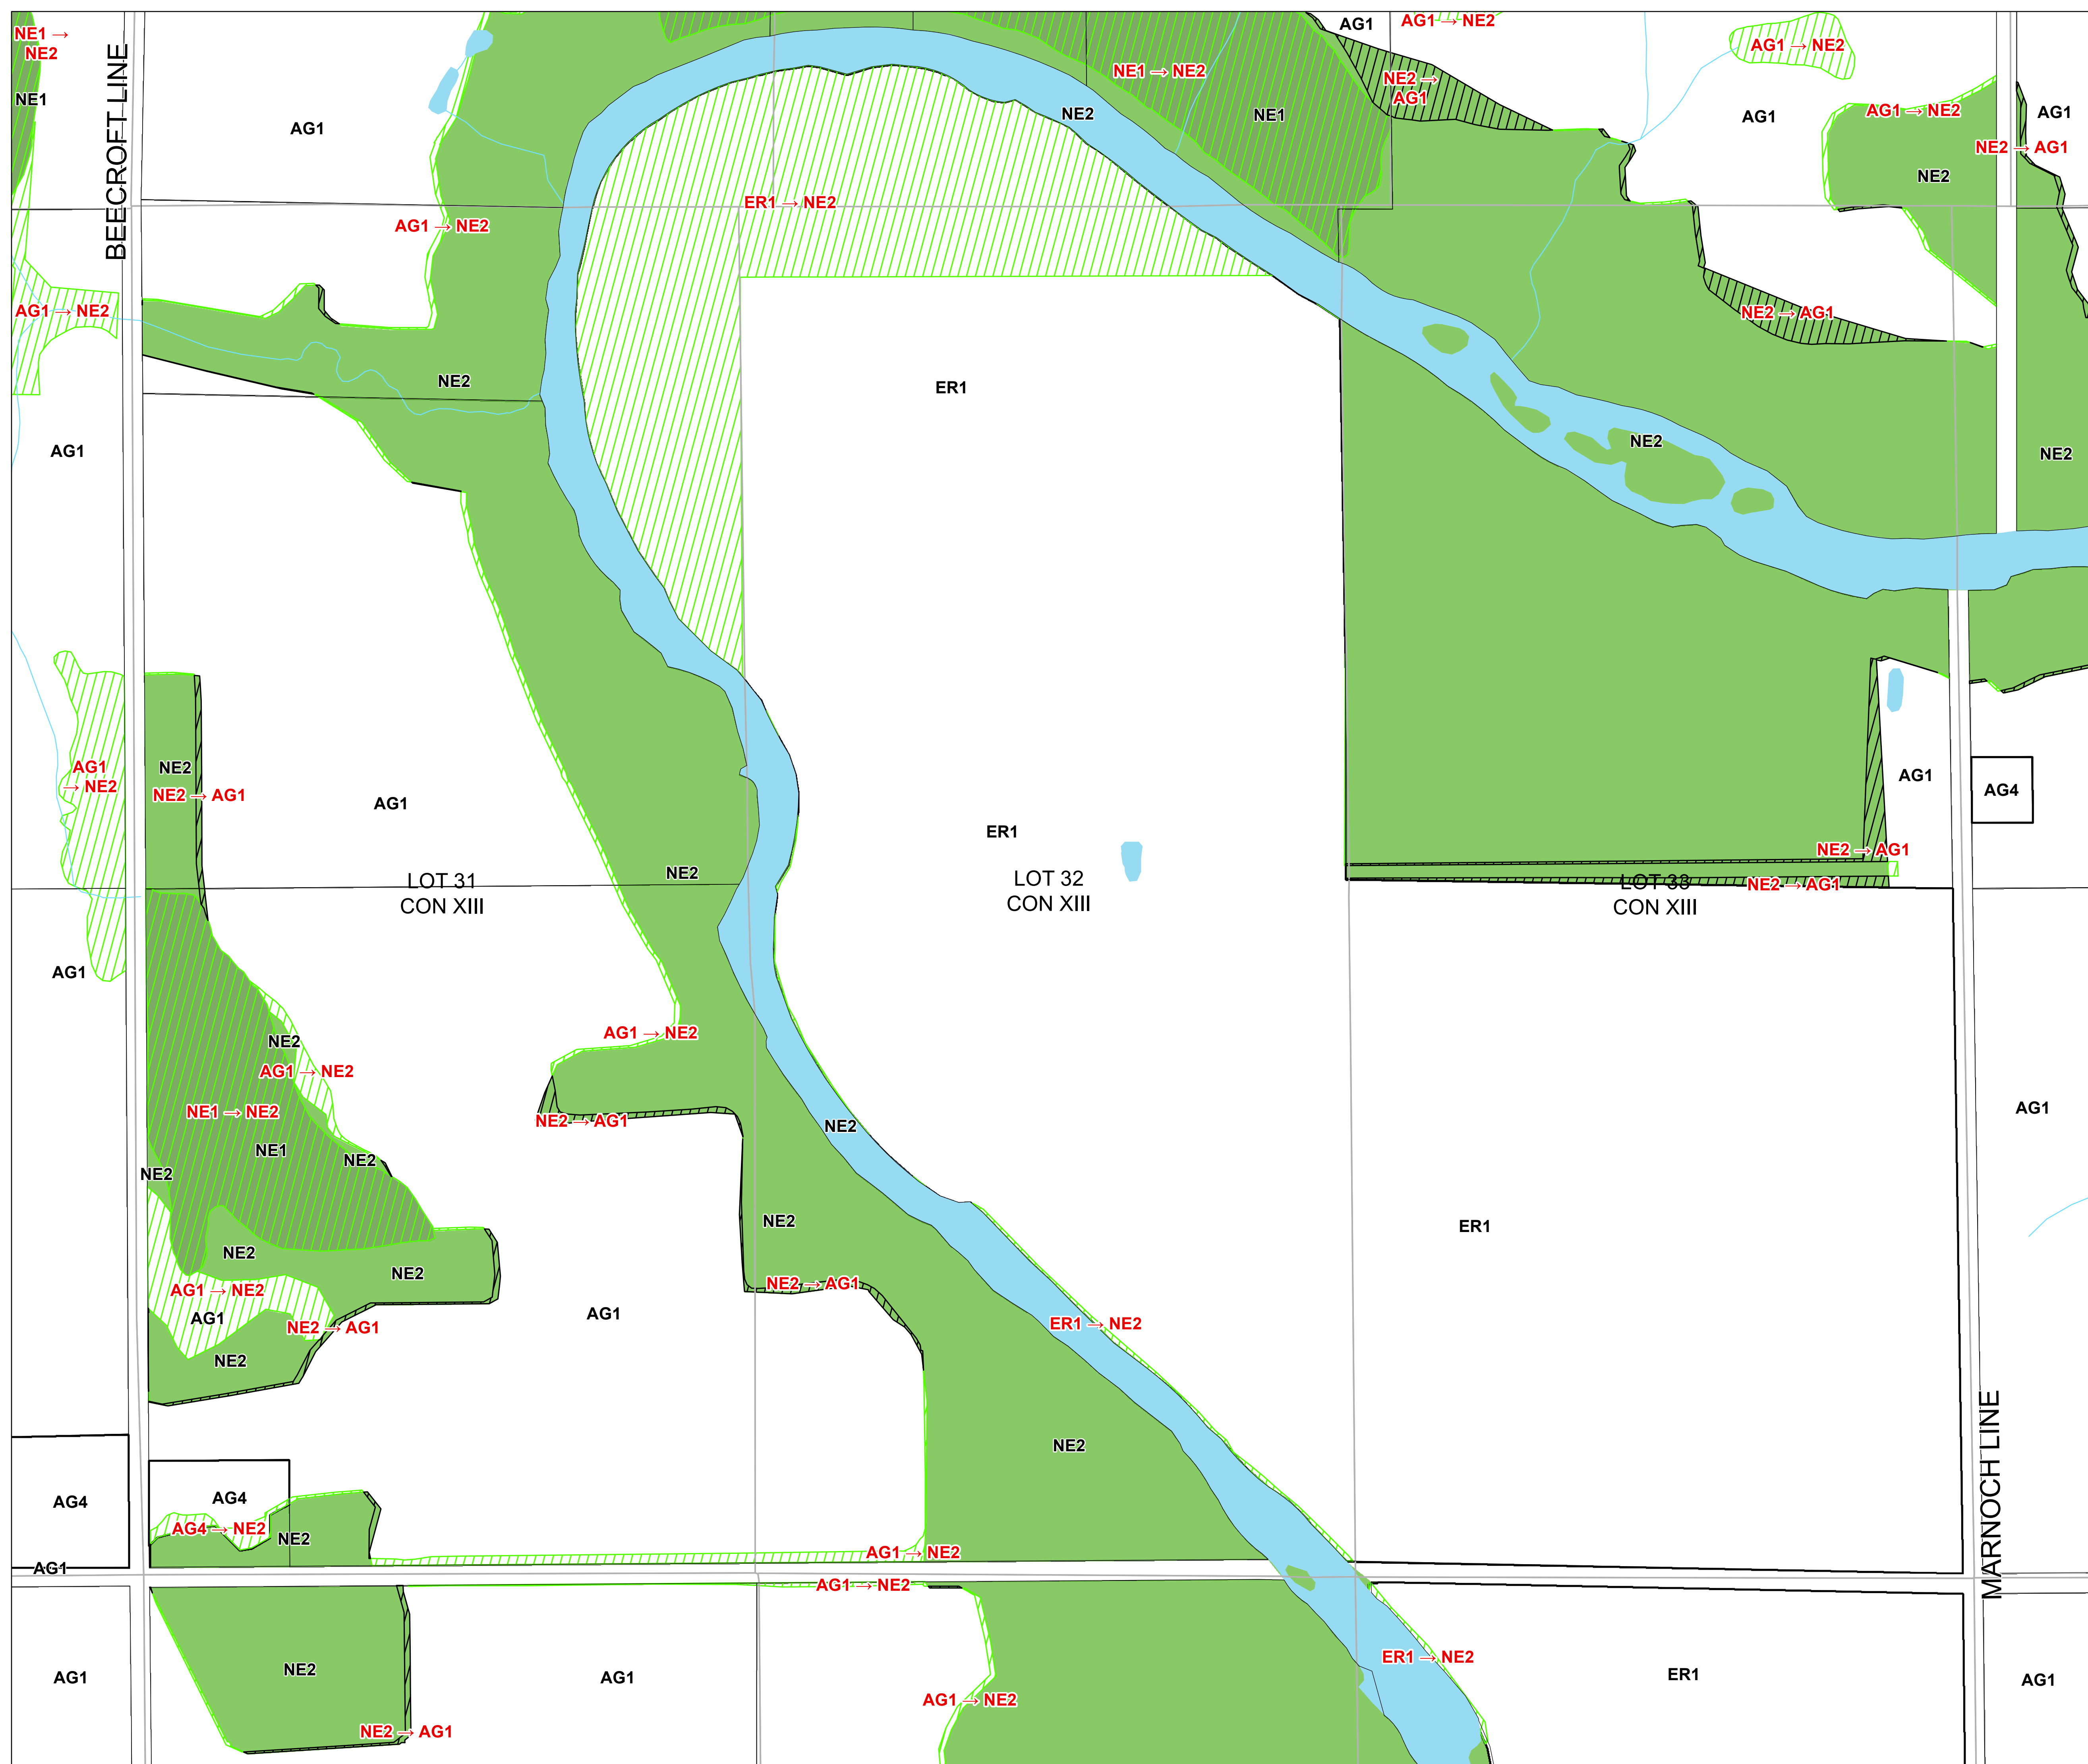 NE1 →
NE2
NE1
BEECROFT LINE
AG1
AG1
AG1 → NE2
AG1 → NE2
NE1 → NE2
NE2 →
AG1
NE2
NE1
AG1
AG1 → NE2
AG1
NE2 → AG1
NE2
ER1 → NE2
AG1 → NE2
AG1 → NE2
NE2 → AG1
NE2
ER1
AG1
NE2
NE2
AG1
→ NE2
NE2
NE2 → AG1
AG1
AG1
AG4
ER1
NE2 → AG1
NE2
LOT 31
CON XIII
LOT 32
CON XIII
LOT 33
CON XIII
NE2 → AG1
AG1
AG1 → NE2
NE2
AG1 → NE2
NE1 → NE2
NE2 → AG1
AG1
NE2
NE1
NE2
NE2
NE2
ER1
NE2
NE2
AG1 → NE2
NE2 → AG1
AG1
AG1
NE2 → AG1
ER1 → NE2
NE2
NE2
MARNOCH LINE
AG4
AG4
AG4 → NE2
NE2
AG1 → NE2
AG1
AG1 → NE2
ER1 → NE2
NE2
AG1
AG1
ER1
AG1
AG1 → NE2
NE2 → AG1